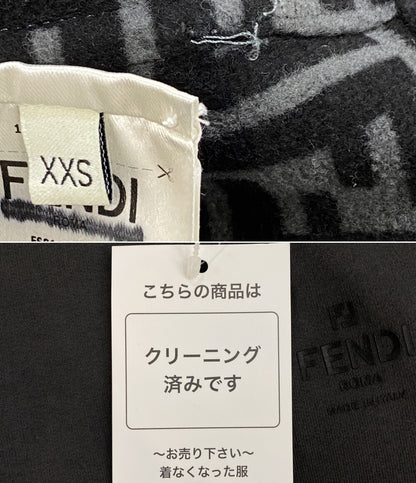 XXS
FENDI
ROMA
こちらの商品は
クリーニング
済みです
〜お売り下さい〜
着なくなった服
FENDI
ROMA
MADE IN ITALY